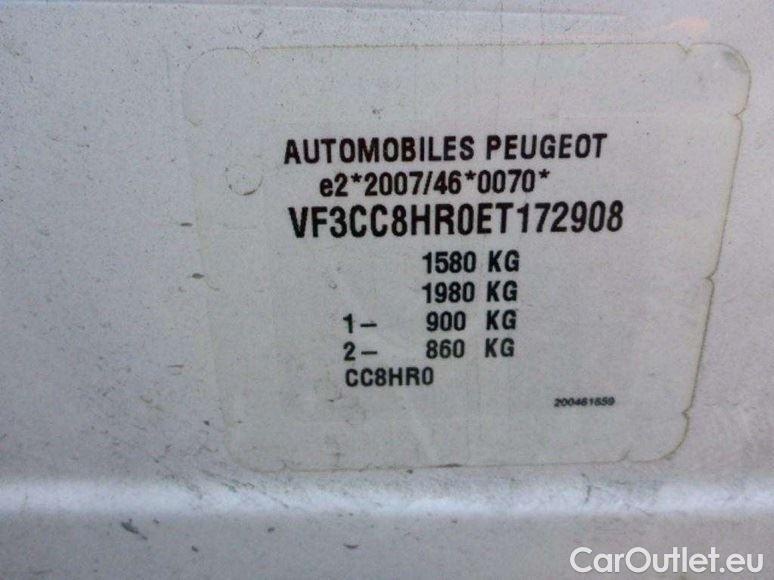 AUTOMOBILES PEUGEOT
e2*2007/46*0070*
VF3CC8HR0ET172908
1580 KG
1980 KG
1- 900 KG
2- 860 KG
CC8HR0
200461659
CarOutlet.eu